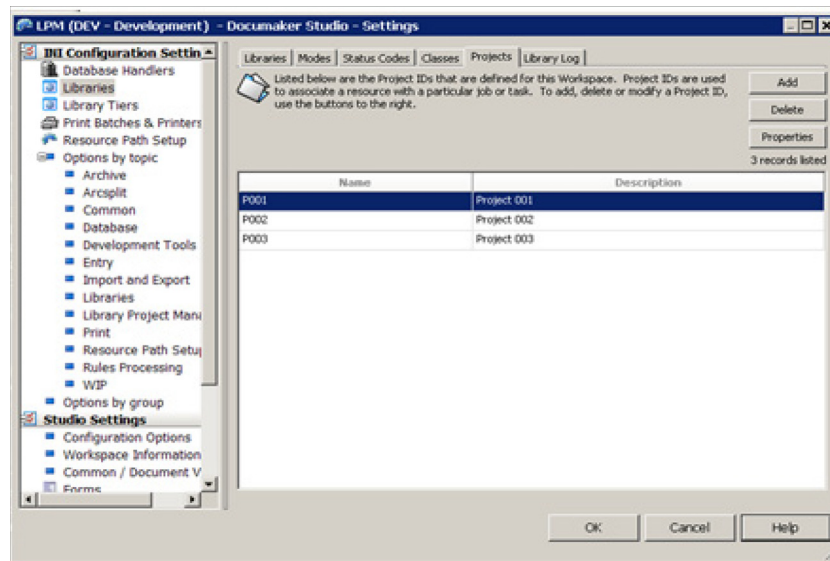 LPM (DEV - Development) - Documaker Studio - Settings
INI Configuration Settin
Database Handlers
Libraries
Library Tiers
Print Batches & Printers
Resource Path Setup
Options by topic
Archive
Arcsplit
Common
Database
Development Tools
Entry
Import and Export
Libraries
Library Project Mana
Print
Resource Path Setup
Rules Processing
WIP
Options by group
Studio Settings
Configuration Options
Workspace Information
Common / Document V
Forms
Libraries Modes Status Codes Classes Projects Library Log
Listed below are the Project IDs that are defined for this Workspace. Project IDs are used
to associate a resource with a particular job or task. To add, delete or modify a Project ID,
use the buttons to the right.
Add
Delete
Properties
3 records listed
Name Description
P001 Project 001
P002 Project 002
P003 Project 003
OK Cancel Help